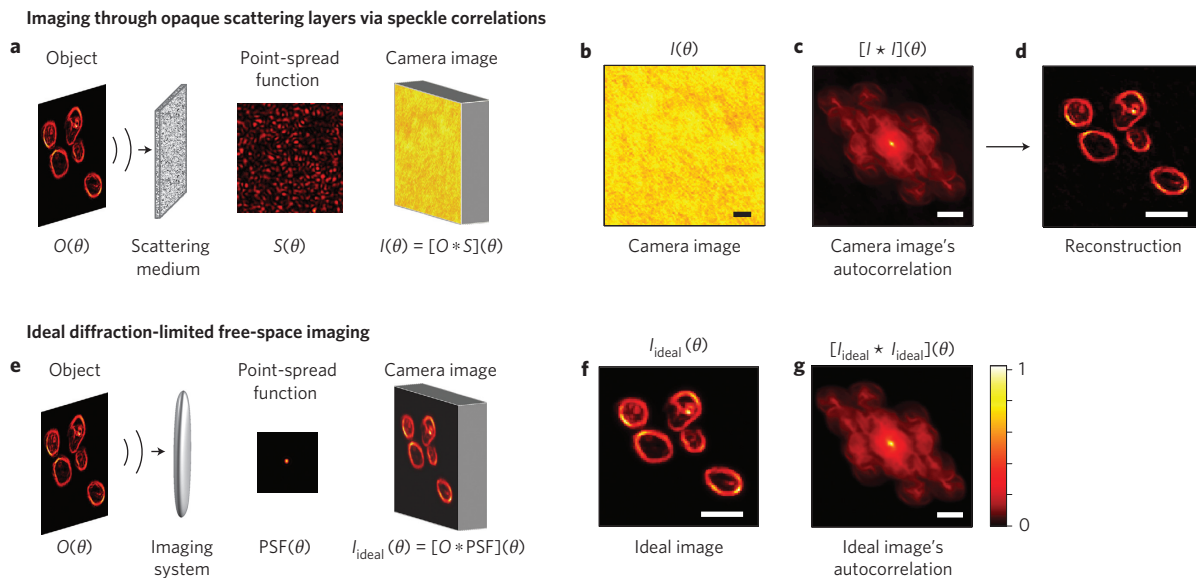 Imaging through opaque scattering layers via speckle correlations
a
Object
Point-spread
function
Camera image
O(θ)
Scattering
medium
S(θ)
I(θ) = [O ∗ S](θ)
b
I(θ)
Camera image
c
[I ⋆ I](θ)
Camera image's
autocorrelation
d
Reconstruction
Ideal diffraction-limited free-space imaging
e
Object
Point-spread
function
Camera image
O(θ)
Imaging
system
PSF(θ)
I_ideal (θ) = [O ∗ PSF](θ)
f
I_ideal (θ)
Ideal image
g
[I_ideal ⋆ I_ideal](θ)
Ideal image's
autocorrelation
1
0